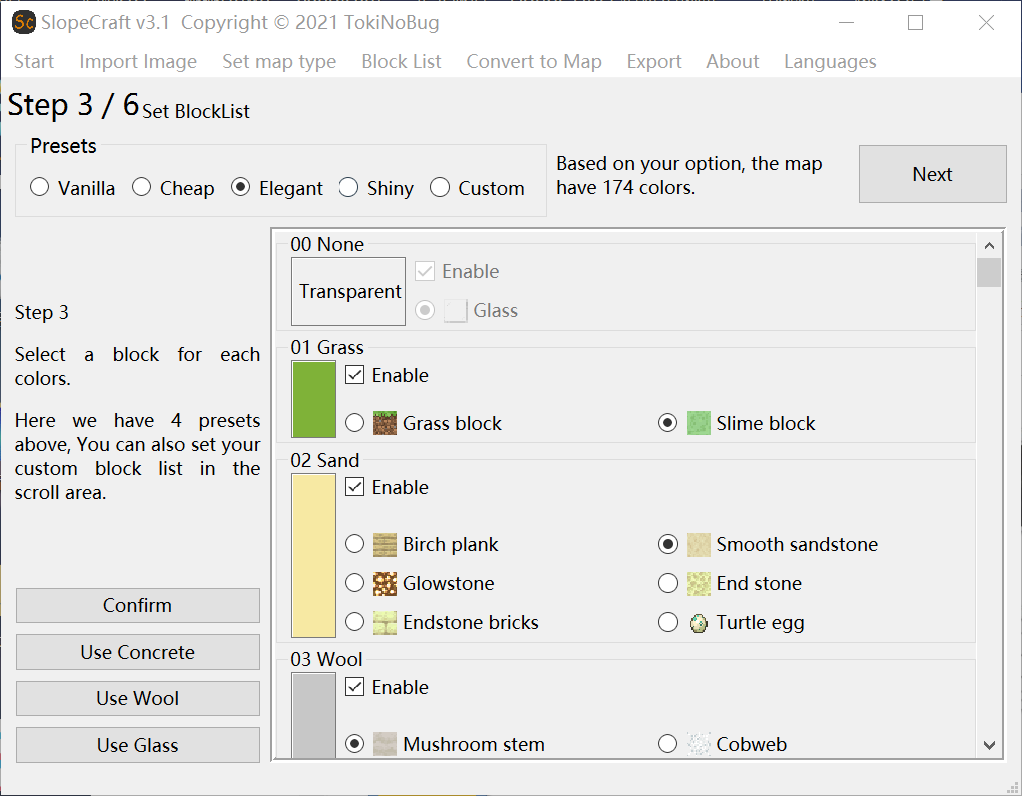 Sc SlopeCraft v3.1 Copyright © 2021 TokiNoBug
Start Import Image Set map type Block List Convert to Map Export About Languages
Step 3 / 6 Set BlockList
Presets
Vanilla Cheap Elegant Shiny Custom
Based on your option, the map
have 174 colors.
Next
Step 3
Select a block for each
colors.
Here we have 4 presets
above, You can also set your
custom block list in the
scroll area.
Confirm
Use Concrete
Use Wool
Use Glass
00 None
Transparent
Enable
Glass
01 Grass
Enable
Grass block Slime block
02 Sand
Enable
Birch plank Smooth sandstone
Glowstone End stone
Endstone bricks Turtle egg
03 Wool
Enable
Mushroom stem Cobweb